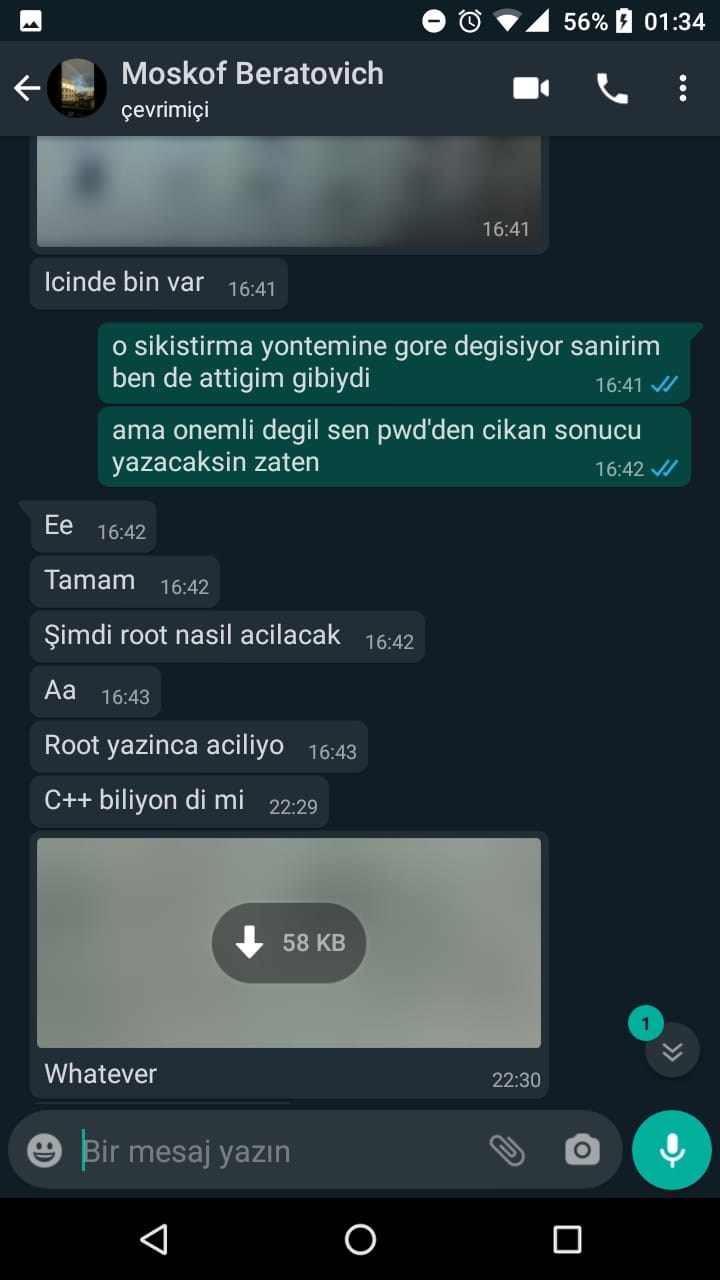 56% 01:34
Moskof Beratovich
çevrimiçi
16:41
Icinde bin var 16:41
o sikistirma yontemine gore degisiyor sanirim
ben de attigim gibiydi 16:41
ama onemli degil sen pwd'den cikan sonucu
yazacaksin zaten 16:42
Ee 16:42
Tamam 16:42
Şimdi root nasil acilacak 16:42
Aa 16:43
Root yazinca aciliyo 16:43
C++ biliyon di mi 22:29
58 KB
1
Whatever 22:30
Bir mesaj yazın